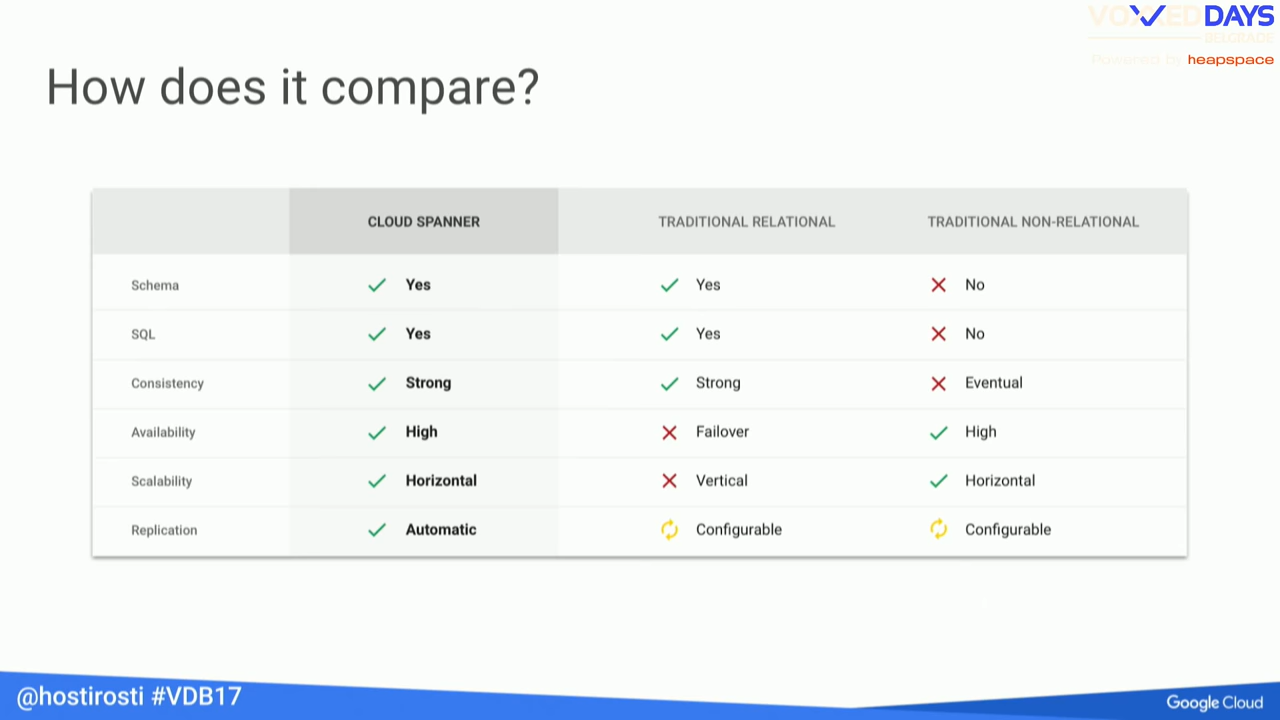 VOXXED DAYS
BELGRADE
Powered by heapspace
How does it compare?
CLOUD SPANNER TRADITIONAL RELATIONAL TRADITIONAL NON-RELATIONAL
Schema Yes Yes No
SQL Yes Yes No
Consistency Strong Strong Eventual
Availability High Failover High
Scalability Horizontal Vertical Horizontal
Replication Automatic Configurable Configurable
@hostirosti #VDB17
Google Cloud